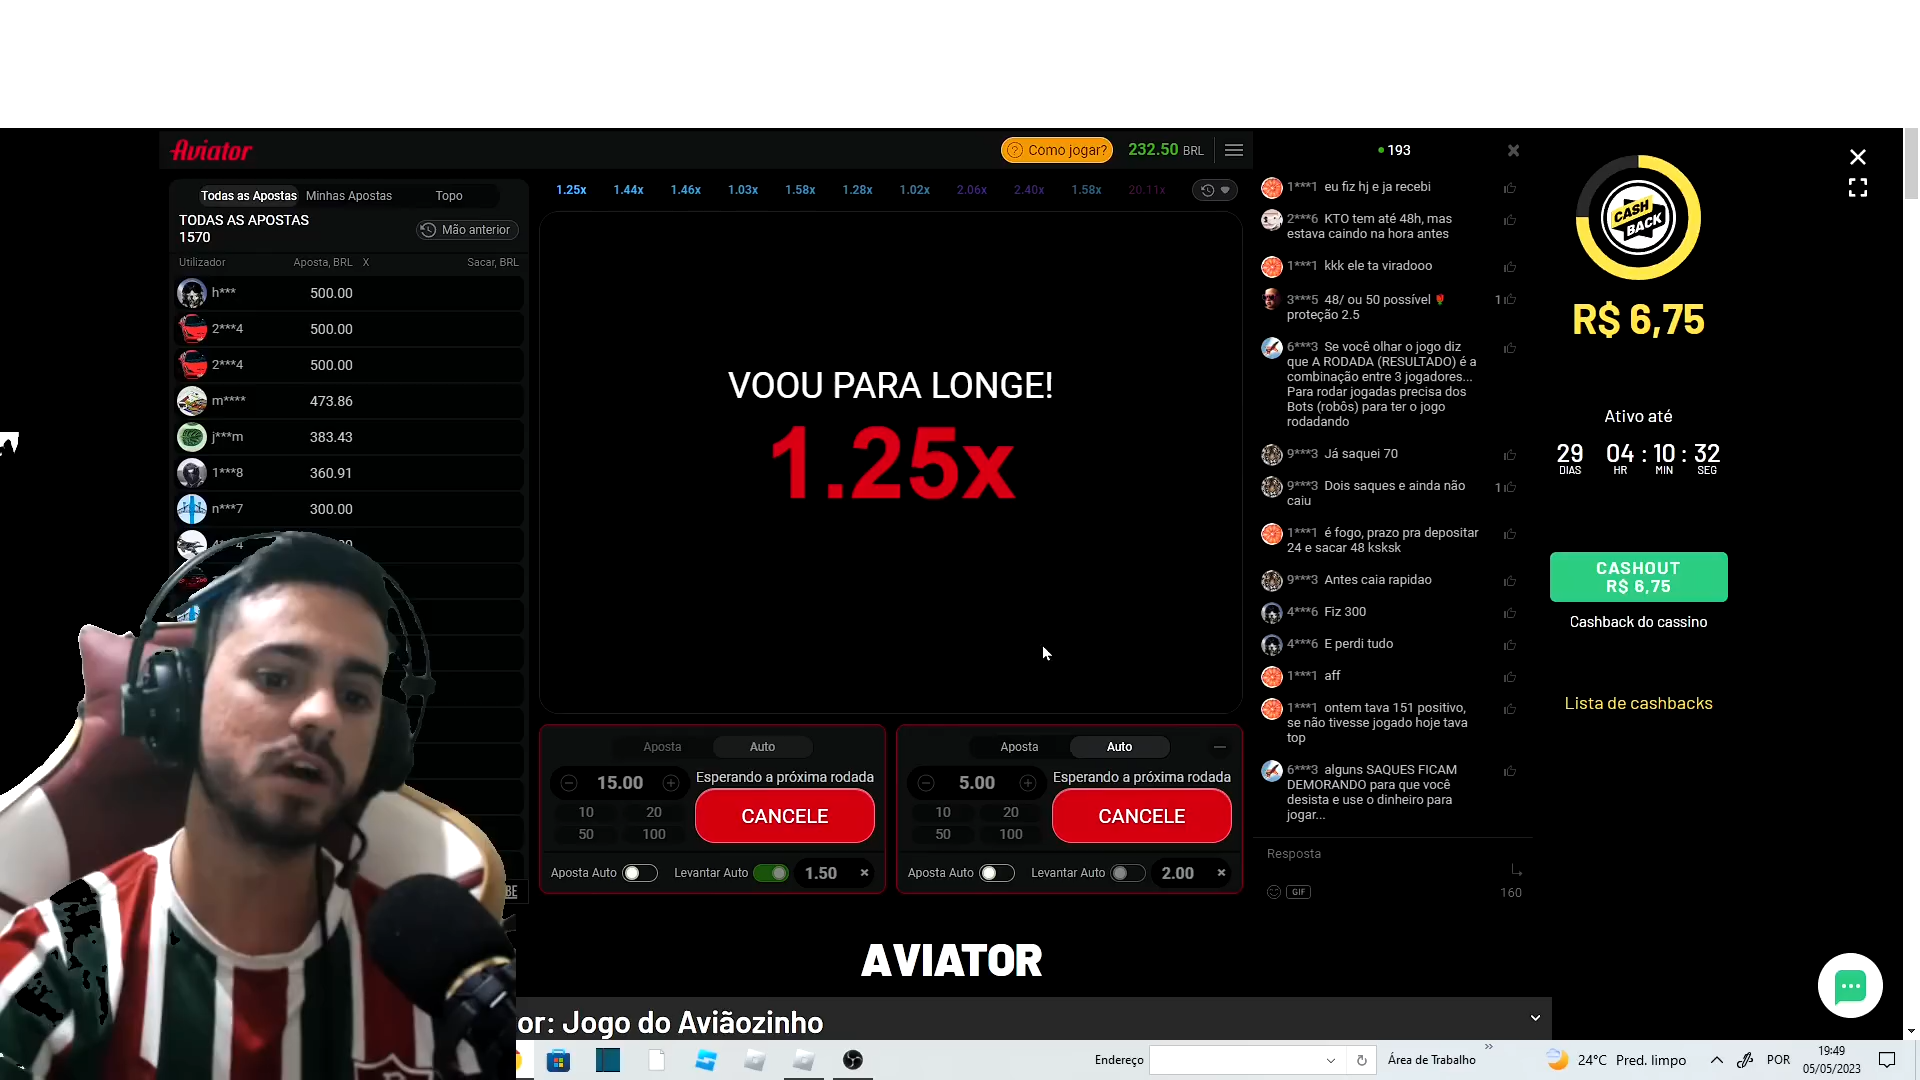 Aviator
Como jogar?
232.50 BRL
193
Todas as Apostas
Minhas Apostas
Topo
1.25x 1.44x 1.46x 1.03x 1.58x 1.28x 1.02x 2.06x 2.40x 1.58x 20.11x
TODAS AS APOSTAS
1570
Mão anterior
Utilizador Aposta, BRL X Sacar, BRL
h*** 500.00
2***4 500.00
2***4 500.00
m**** 473.86
j***m 383.43
1***8 360.91
n***7 300.00
VOOU PARA LONGE!
1.25x
Aposta Auto
15.00
Esperando a próxima rodada
10 20
50 100
CANCELE
Aposta Auto
Levantar Auto
1.50
Aposta Auto
5.00
Esperando a próxima rodada
10 20
50 100
CANCELE
Aposta Auto
Levantar Auto
2.00
1***1 eu fiz hj e ja recebi
2***6 KTO tem até 48h, mas
estava caindo na hora antes
1***1 kkk ele ta viradooo
3***5 48/ ou 50 possível
proteção 2.5
1
6***3 Se você olhar o jogo diz
que A RODADA (RESULTADO) é a
combinação entre 3 jogadores...
Para rodar jogadas precisa dos
Bots (robôs) para ter o jogo
rodadando
9***3 Já saquei 70
9***3 Dois saques e ainda não
caiu
1
1***1 é fogo, prazo pra depositar
24 e sacar 48 ksksk
9***3 Antes caia rapidao
4***6 Fiz 300
4***6 E perdi tudo
1***1 aff
1***1 ontem tava 151 positivo,
se não tivesse jogado hoje tava
top
6***3 alguns SAQUES FICAM
DEMORANDO para que você
desista e use o dinheiro para
jogar...
Resposta
GIF
160
CASH
BACK
R$ 6,75
Ativo até
29 04 : 10 : 32
DIAS HR MIN SEG
CASHOUT
R$ 6,75
Cashback do cassino
Lista de cashbacks
BE
AVIATOR
or: Jogo do Aviãozinho
Endereço
Área de Trabalho
24°C Pred. limpo
POR
19:49
05/05/2023